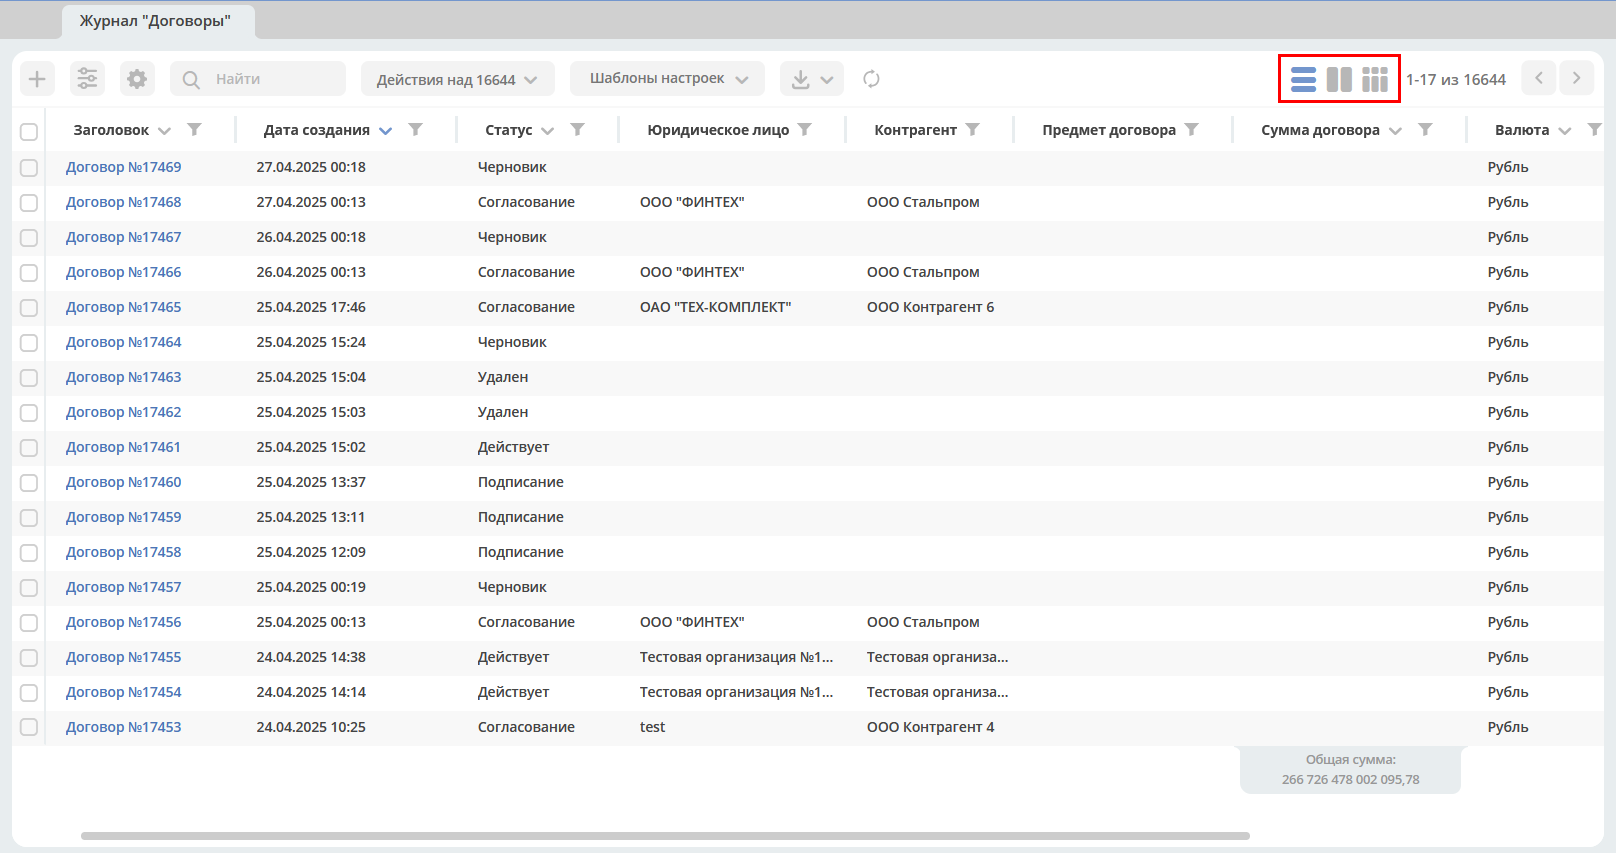 Журнал "Договоры"
Найти Действия над 16644 Шаблоны настроек 1-17 из 16644
Заголовок Дата создания Статус Юридическое лицо Контрагент Предмет договора Сумма договора Валюта
Договор №17469 27.04.2025 00:18 Черновик Рубль
Договор №17468 27.04.2025 00:13 Согласование ООО "ФИНТЕХ" ООО Стальпром Рубль
Договор №17467 26.04.2025 00:18 Черновик Рубль
Договор №17466 26.04.2025 00:13 Согласование ООО "ФИНТЕХ" ООО Стальпром Рубль
Договор №17465 25.04.2025 17:46 Согласование ОАО "ТЕХ-КОМПЛЕКТ" ООО Контрагент 6 Рубль
Договор №17464 25.04.2025 15:24 Черновик Рубль
Договор №17463 25.04.2025 15:04 Удален Рубль
Договор №17462 25.04.2025 15:03 Удален Рубль
Договор №17461 25.04.2025 15:02 Действует Рубль
Договор №17460 25.04.2025 13:37 Подписание Рубль
Договор №17459 25.04.2025 13:11 Подписание Рубль
Договор №17458 25.04.2025 12:09 Подписание Рубль
Договор №17457 25.04.2025 00:19 Черновик Рубль
Договор №17456 25.04.2025 00:13 Согласование ООО "ФИНТЕХ" ООО Стальпром Рубль
Договор №17455 24.04.2025 14:38 Действует Тестовая организация №1... Тестовая организа... Рубль
Договор №17454 24.04.2025 14:14 Действует Тестовая организация №1... Тестовая организа... Рубль
Договор №17453 24.04.2025 10:25 Согласование test ООО Контрагент 4 Рубль
Общая сумма:
266 726 478 002 095,78